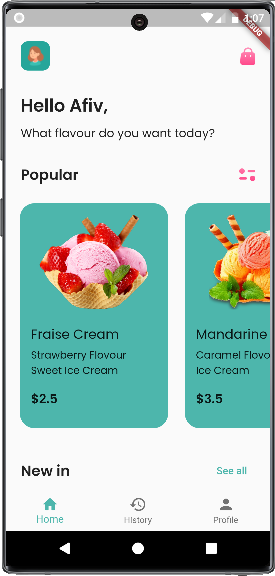 1:07
DEBUG
Hello Afiv,
What flavour do you want today?
Popular
Fraise Cream
Strawberry Flovour
Sweet Ice Cream
$2.5
Mandarine
Caramel Flovo
Ice Cream
$3.5
New in
See all
Home
History
Profile